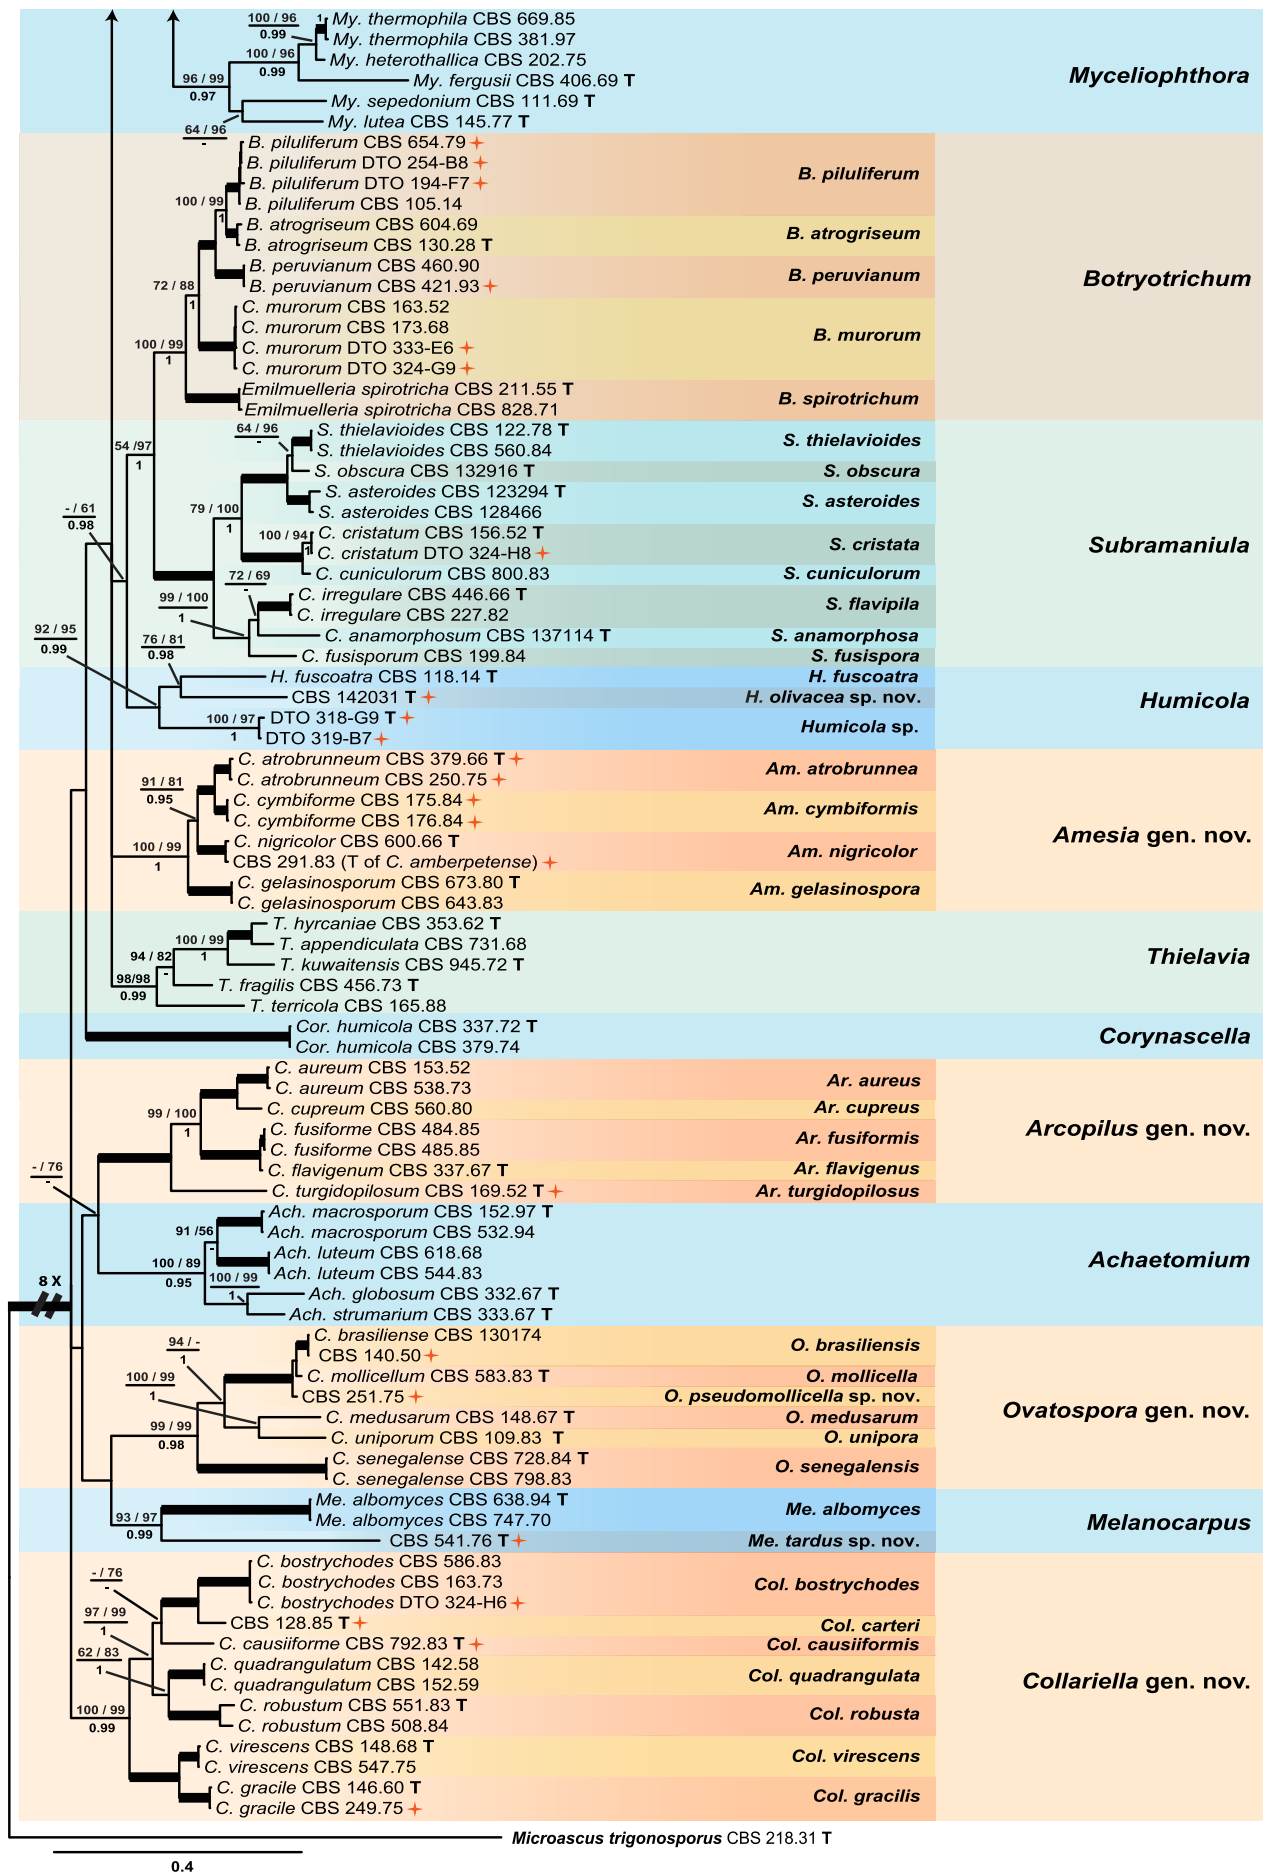 100 / 96
0.99
1
My. thermophila CBS 669.85
My. thermophila CBS 381.97
100 / 96
0.99
My. heterothallica CBS 202.75
My. fergusii CBS 406.69 T
96 / 99
0.97
My. sepedonium CBS 111.69 T
My. lutea CBS 145.77 T
Myceliophthora
64 / 96
-
B. piluliferum CBS 654.79
B. piluliferum DTO 254-B8
B. piluliferum DTO 194-F7
B. piluliferum CBS 105.14
B. piluliferum
100 / 99
1
B. atrogriseum CBS 604.69
B. atrogriseum CBS 130.28 T
B. atrogriseum
B. peruvianum CBS 460.90
B. peruvianum CBS 421.93
B. peruvianum
Botryotrichum
72 / 88
1
C. murorum CBS 163.52
C. murorum CBS 173.68
C. murorum DTO 333-E6
C. murorum DTO 324-G9
B. murorum
100 / 99
1
Emilmuelleria spirotricha CBS 211.55 T
Emilmuelleria spirotricha CBS 828.71
B. spirotrichum
54 /97
1
64 / 96
-
S. thielavioides CBS 122.78 T
S. thielavioides CBS 560.84
S. thielavioides
S. obscura CBS 132916 T
S. obscura
S. asteroides CBS 123294 T
S. asteroides CBS 128466
S. asteroides
79 / 100
1
- / 61
0.98
100 / 94
1
C. cristatum CBS 156.52 T
C. cristatum DTO 324-H8
S. cristata
Subramaniula
C. cuniculorum CBS 800.83
S. cuniculorum
72 / 69
-
99 / 100
1
C. irregulare CBS 446.66 T
C. irregulare CBS 227.82
S. flavipila
C. anamorphosum CBS 137114 T
S. anamorphosa
C. fusisporum CBS 199.84
S. fusispora
92 / 95
0.99
76 / 81
0.98
H. fuscoatra CBS 118.14 T
H. fuscoatra
CBS 142031 T
H. olivacea sp. nov.
Humicola
100 / 97
1
DTO 318-G9 T
DTO 319-B7
Humicola sp.
C. atrobrunneum CBS 379.66 T
C. atrobrunneum CBS 250.75
Am. atrobrunnea
91 / 81
0.95
C. cymbiforme CBS 175.84
C. cymbiforme CBS 176.84
Am. cymbiformis
C. nigricolor CBS 600.66 T
CBS 291.83 (T of C. amberpetense)
Am. nigricolor
Amesia gen. nov.
100 / 99
1
C. gelasinosporum CBS 673.80 T
C. gelasinosporum CBS 643.83
Am. gelasinospora
T. hyrcaniae CBS 353.62 T
100 / 99
1
T. appendiculata CBS 731.68
94 / 82
-
T. kuwaitensis CBS 945.72 T
98/98
0.99
T. fragilis CBS 456.73 T
T. terricola CBS 165.88
Thielavia
Cor. humicola CBS 337.72 T
Cor. humicola CBS 379.74
Corynascella
C. aureum CBS 153.52
C. aureum CBS 538.73
Ar. aureus
C. cupreum CBS 560.80
Ar. cupreus
99 / 100
1
C. fusiforme CBS 484.85
C. fusiforme CBS 485.85
Ar. fusiformis
Arcopilus gen. nov.
C. flavigenum CBS 337.67 T
Ar. flavigenus
- / 76
-
C. turgidopilosum CBS 169.52 T
Ar. turgidopilosus
Ach. macrosporum CBS 152.97 T
Ach. macrosporum CBS 532.94
91 /56
-
Ach. luteum CBS 618.68
Ach. luteum CBS 544.83
Achaetomium
100 / 89
0.95
100 / 99
1
Ach. globosum CBS 332.67 T
Ach. strumarium CBS 333.67 T
8 X
C. brasiliense CBS 130174
CBS 140.50
O. brasiliensis
94 / -
1
C. mollicellum CBS 583.83 T
O. mollicella
100 / 99
1
CBS 251.75
O. pseudomollicella sp. nov.
C. medusarum CBS 148.67 T
O. medusarum
Ovatospora gen. nov.
99 / 99
0.98
C. uniporum CBS 109.83 T
O. unipora
C. senegalense CBS 728.84 T
C. senegalense CBS 798.83
O. senegalensis
Me. albomyces CBS 638.94 T
Me. albomyces CBS 747.70
Me. albomyces
Melanocarpus
93 / 97
0.99
CBS 541.76 T
Me. tardus sp. nov.
C. bostrychodes CBS 586.83
C. bostrychodes CBS 163.73
C. bostrychodes DTO 324-H6
Col. bostrychodes
- / 76
-
CBS 128.85 T
Col. carteri
97 / 99
1
C. causiiforme CBS 792.83 T
Col. causiiformis
62 / 83
1
C. quadrangulatum CBS 142.58
C. quadrangulatum CBS 152.59
Col. quadrangulata
Collariella gen. nov.
100 / 99
0.99
C. robustum CBS 551.83 T
C. robustum CBS 508.84
Col. robusta
C. virescens CBS 148.68 T
C. virescens CBS 547.75
Col. virescens
C. gracile CBS 146.60 T
C. gracile CBS 249.75
Col. gracilis
Microascus trigonosporus CBS 218.31 T
0.4